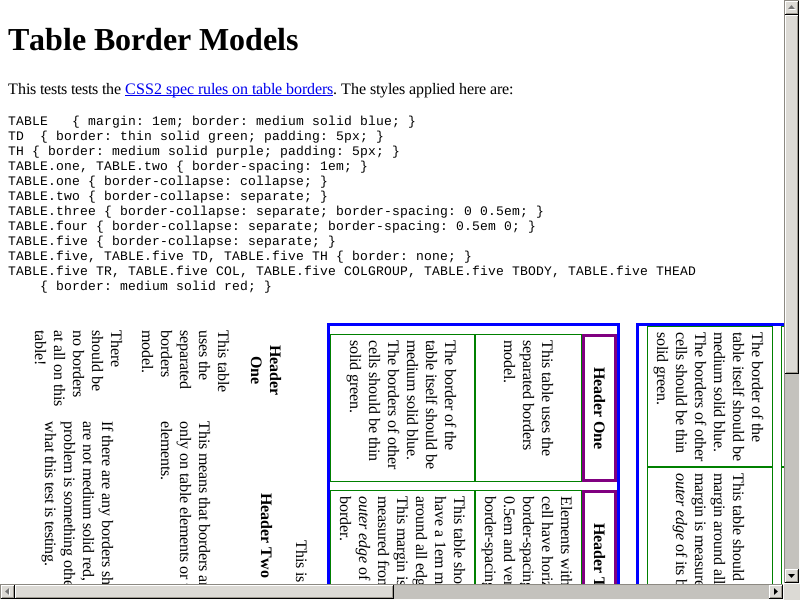 Table Border Models
This tests tests the CSS2 spec rules on table borders. The styles applied here are:
TABLE   { margin: 1em; border: medium solid blue; }
TD  { border: thin solid green; padding: 5px; }
TH { border: medium solid purple; padding: 5px; }
TABLE.one, TABLE.two { border-spacing: 1em; }
TABLE.one { border-collapse: collapse; }
TABLE.two { border-collapse: separate; }
TABLE.three { border-collapse: separate; border-spacing: 0 0.5em; }
TABLE.four { border-collapse: separate; border-spacing: 0.5em 0; }
TABLE.five { border-collapse: separate; }
TABLE.five, TABLE.five TD, TABLE.five TH { border: none; }
TABLE.five TR, TABLE.five COL, TABLE.five COLGROUP, TABLE.five TBODY, TABLE.five THEAD
    { border: medium solid red; }
The border of the
table itself should be
medium solid blue.
The borders of other
cells should be thin
solid green.
This table should
margin around all
margin is
outer edge of its
Header One
Header
This table uses the
separated borders
model.
Elements with
cell have
border-spacing
0.5em and
border-spacing
The border of the
table itself should be
medium solid blue.
The borders of other
cells should be thin
solid green.
This table
have a 1em
around all
This margin is
measured from
outer edge of
border.
This is
Header
One
Header Two
This table
uses the
separated
borders
model.
This means that borders
only on table elements or
elements.
There
should be
no borders
at all on this
table!
If there are any borders
are not medium solid red,
problem is something
what this test is testing.